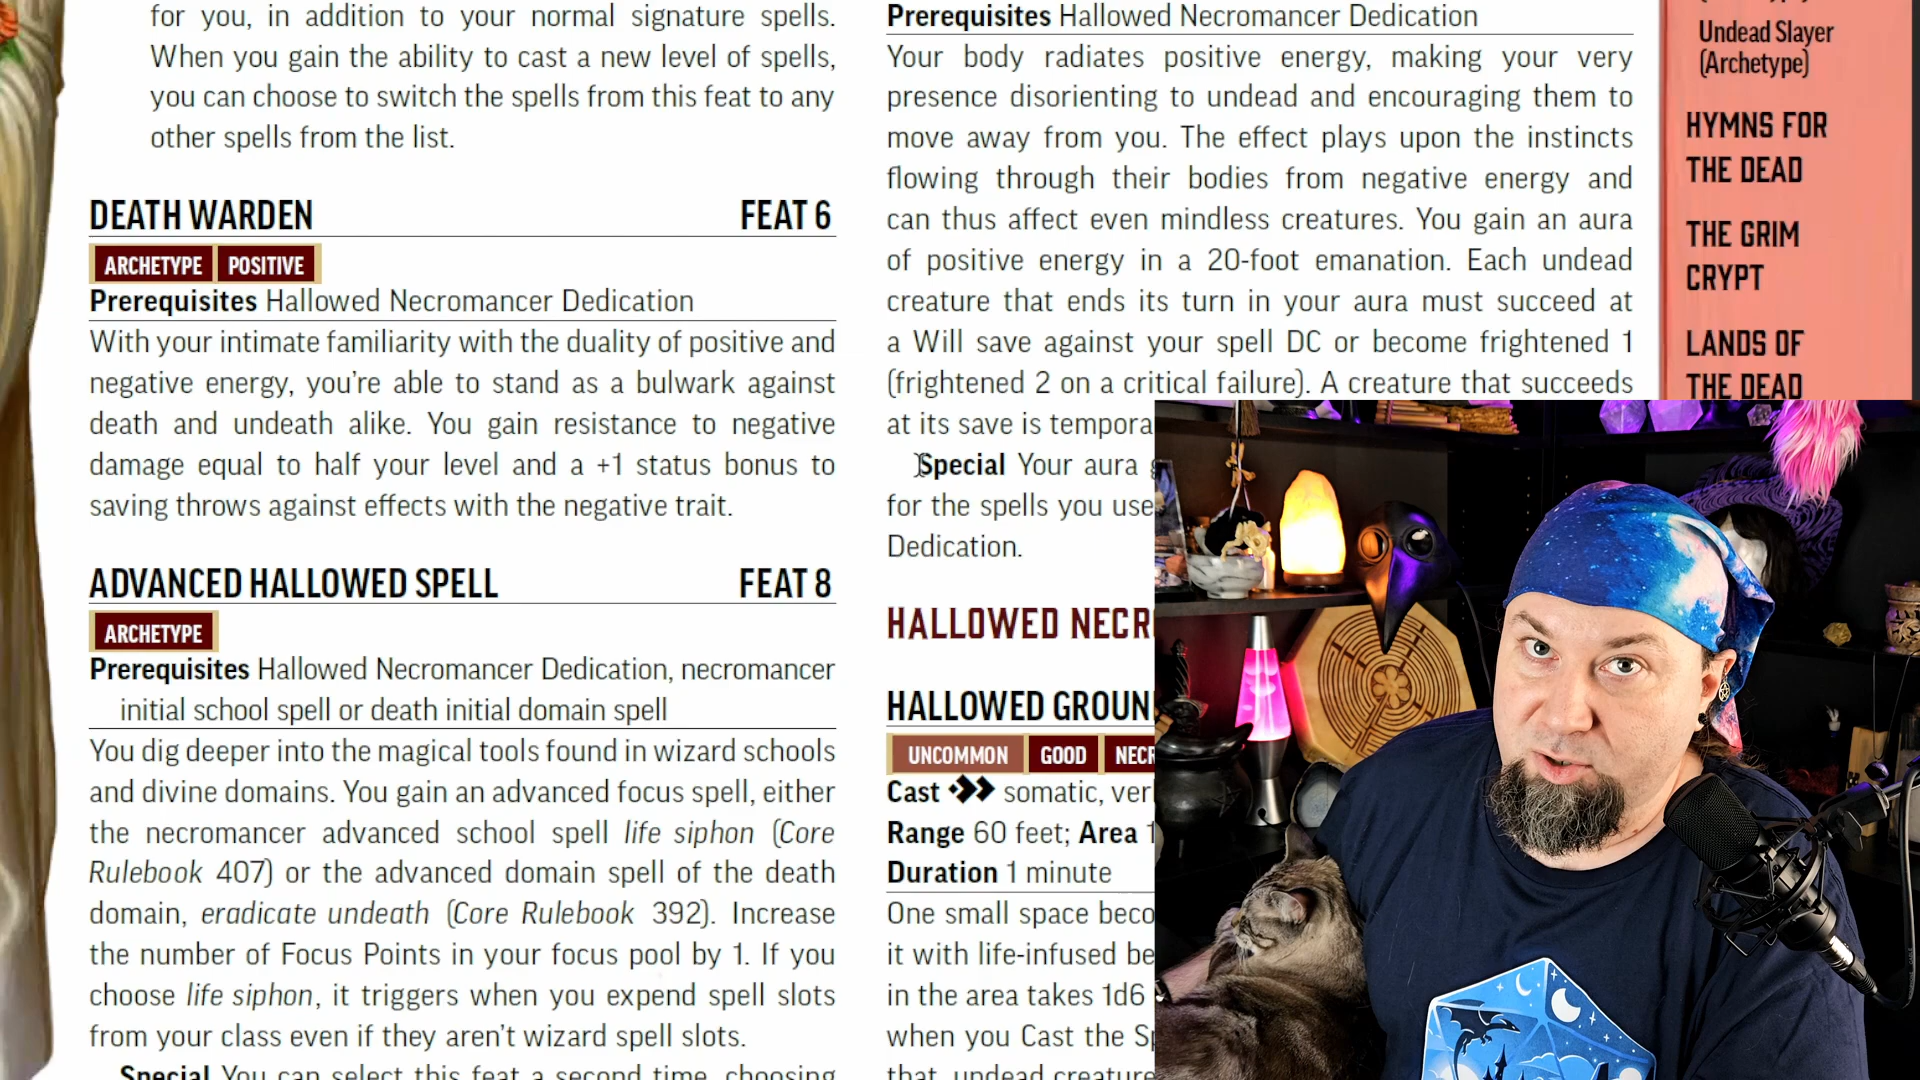 for you, in addition to your normal signature spells.
When you gain the ability to cast a new level of spells,
you can choose to switch the spells from this feat to any
other spells from the list.
DEATH WARDEN FEAT 6
ARCHETYPE POSITIVE
Prerequisites Hallowed Necromancer Dedication
With your intimate familiarity with the duality of positive and
negative energy, you're able to stand as a bulwark against
death and undeath alike. You gain resistance to negative
damage equal to half your level and a +1 status bonus to
saving throws against effects with the negative trait.
ADVANCED HALLOWED SPELL FEAT 8
ARCHETYPE
Prerequisites Hallowed Necromancer Dedication, necromancer
initial school spell or death initial domain spell
You dig deeper into the magical tools found in wizard schools
and divine domains. You gain an advanced focus spell, either
the necromancer advanced school spell life siphon (Core
Rulebook 407) or the advanced domain spell of the death
domain, eradicate undeath (Core Rulebook 392). Increase
the number of Focus Points in your focus pool by 1. If you
choose life siphon, it triggers when you expend spell slots
from your class even if they aren't wizard spell slots.
Special You can select this feat a second time, choosing
Prerequisites Hallowed Necromancer Dedication
Your body radiates positive energy, making your very
presence disorienting to undead and encouraging them to
move away from you. The effect plays upon the instincts
flowing through their bodies from negative energy and
can thus affect even mindless creatures. You gain an aura
of positive energy in a 20-foot emanation. Each undead
creature that ends its turn in your aura must succeed at
a Will save against your spell DC or become frightened 1
(frightened 2 on a critical failure). A creature that succeeds
at its save is tempora
Special Your aura
for the spells you use
Dedication.
HALLOWED NECR
HALLOWED GROUN
UNCOMMON GOOD NECR
Cast somatic, ver
Range 60 feet; Area 1
Duration 1 minute
One small space beco
it with life-infused be
in the area takes 1d6
when you Cast the Sp
that, undead creature
Undead Slayer
(Archetype)
HYMNS FOR
THE DEAD
THE GRIM
CRYPT
LANDS OF
THE DEAD